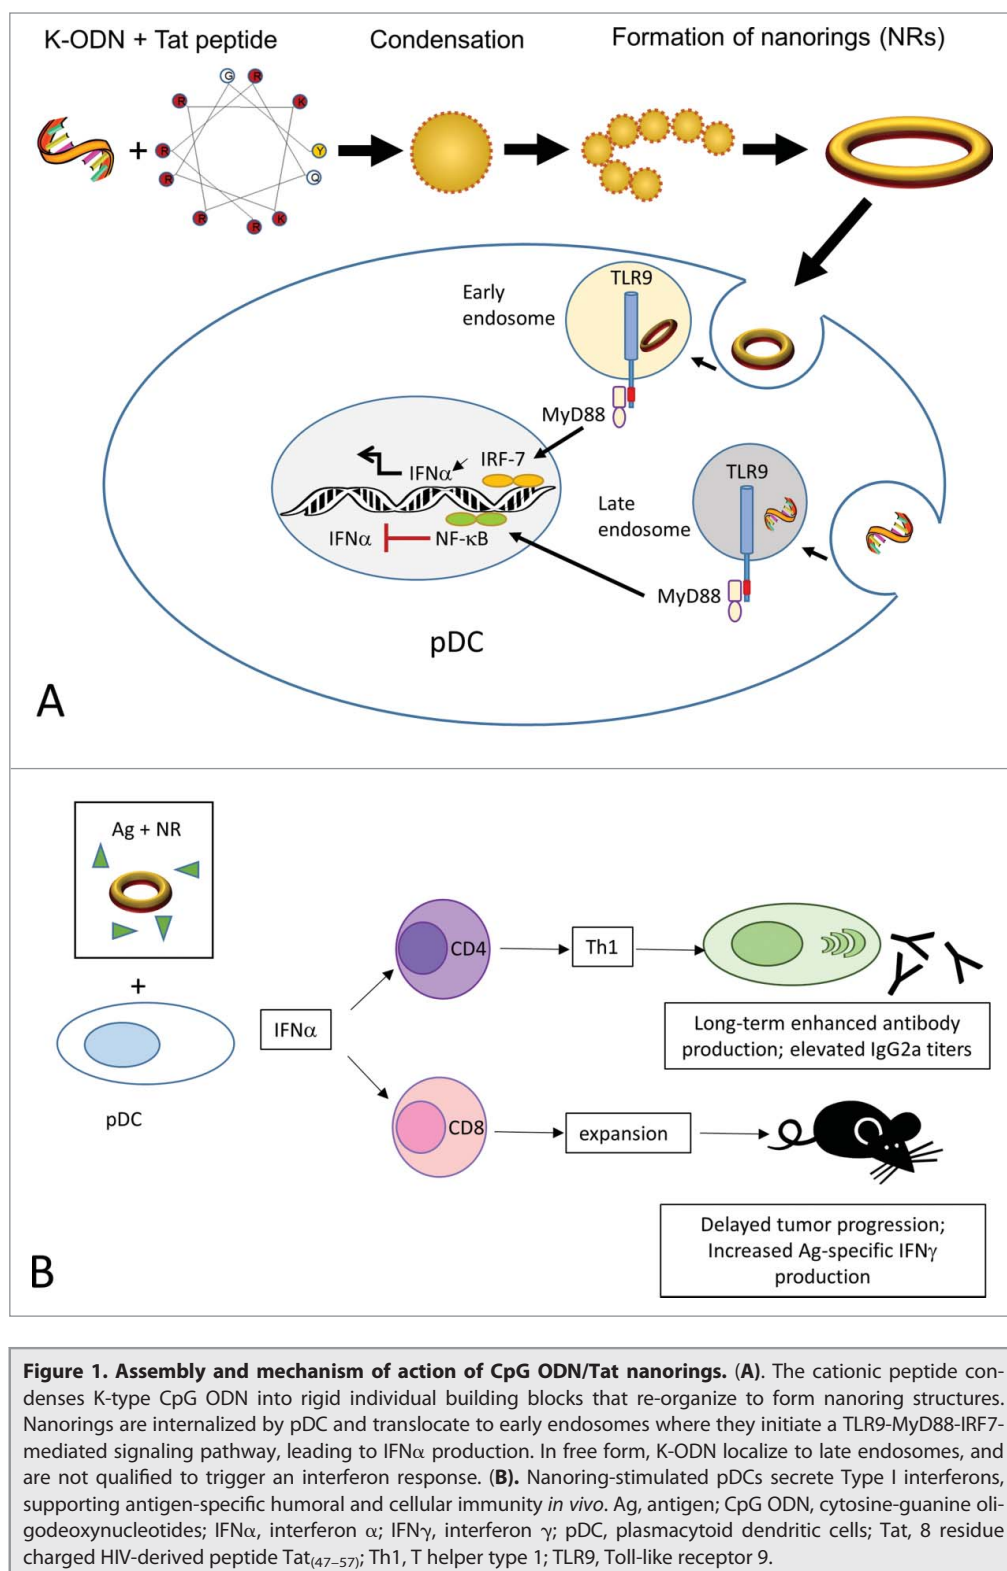 K-ODN + Tat peptide
Condensation
Formation of nanorings (NRs)
+
G
R
R
K
R
Y
R
Q
R
K
R
TLR9
Early
endosome
MyD88
IRF-7
IFNα
TLR9
Late
endosome
IFNα
NF-κB
MyD88
pDC
A
Ag + NR
+
pDC
IFNα
CD4
Th1
Long-term enhanced antibody
production; elevated IgG2a titers
CD8
expansion
Delayed tumor progression;
Increased Ag-specific IFNγ
production
B
Figure 1. Assembly and mechanism of action of CpG ODN/Tat nanorings. (A). The cationic peptide con-
denses K-type CpG ODN into rigid individual building blocks that re-organize to form nanoring structures.
Nanorings are internalized by pDC and translocate to early endosomes where they initiate a TLR9-MyD88-IRF7-
mediated signaling pathway, leading to IFNα production. In free form, K-ODN localize to late endosomes, and
are not qualified to trigger an interferon response. (B). Nanoring-stimulated pDCs secrete Type I interferons,
supporting antigen-specific humoral and cellular immunity in vivo. Ag, antigen; CpG ODN, cytosine-guanine oli-
godeoxynucleotides; IFNα, interferon α; IFNγ, interferon γ; pDC, plasmacytoid dendritic cells; Tat, 8 residue
charged HIV-derived peptide Tat(47–57); Th1, T helper type 1; TLR9, Toll-like receptor 9.